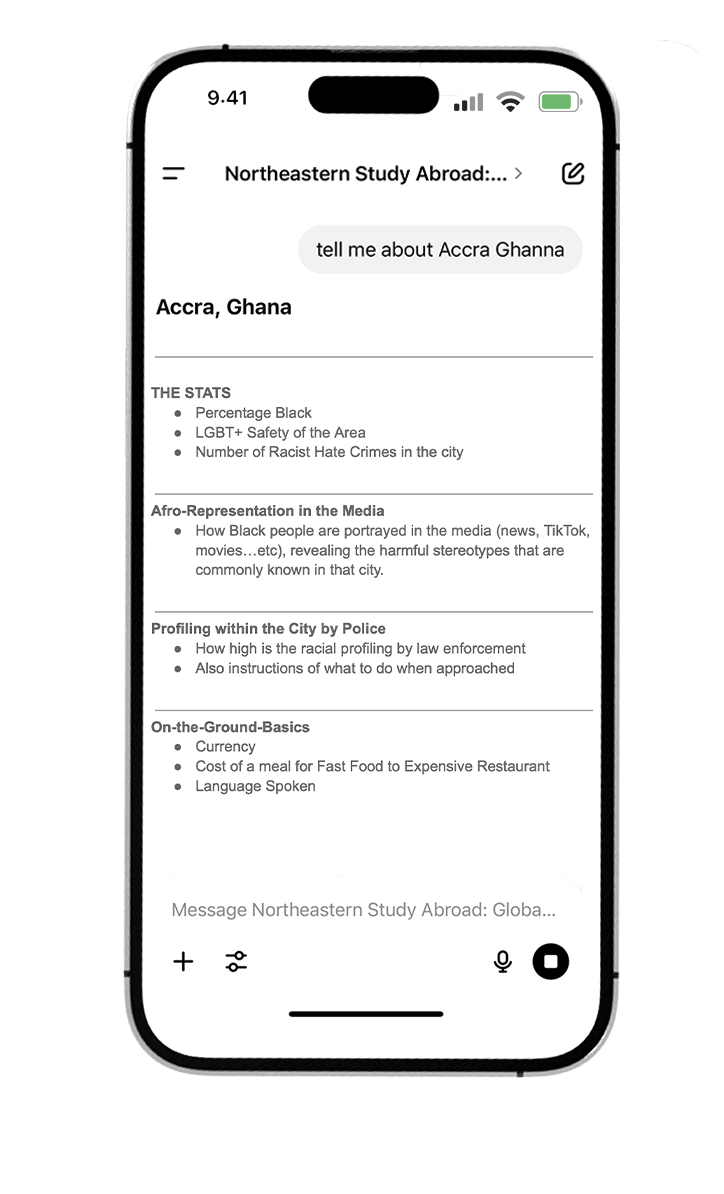 9:41
Northeastern Study Abroad:... >
tell me about Accra Ghanna
Accra, Ghana
THE STATS
● Percentage Black
● LGBT+ Safety of the Area
● Number of Racist Hate Crimes in the city
Afro-Representation in the Media
● How Black people are portrayed in the media (news, TikTok,
movies...etc), revealing the harmful stereotypes that are
commonly known in that city.
Profiling within the City by Police
● How high is the racial profiling by law enforcement
● Also instructions of what to do when approached
On-the-Ground-Basics
● Currency
● Cost of a meal for Fast Food to Expensive Restaurant
● Language Spoken
Message Northeastern Study Abroad: Globa...